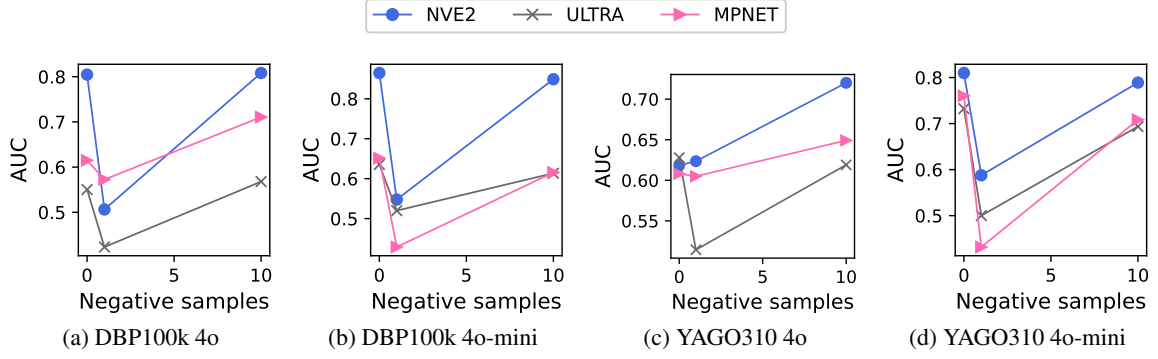 NVE2 ULTRA MPNET
AUC
0.8
0.7
0.6
0.5
0 5 10
Negative samples
(a) DBP100k 4o
AUC
0.8
0.7
0.6
0.5
0 5 10
Negative samples
(b) DBP100k 4o-mini
AUC
0.70
0.65
0.60
0.55
0 5 10
Negative samples
(c) YAGO310 4o
AUC
0.8
0.7
0.6
0.5
0 5 10
Negative samples
(d) YAGO310 4o-mini